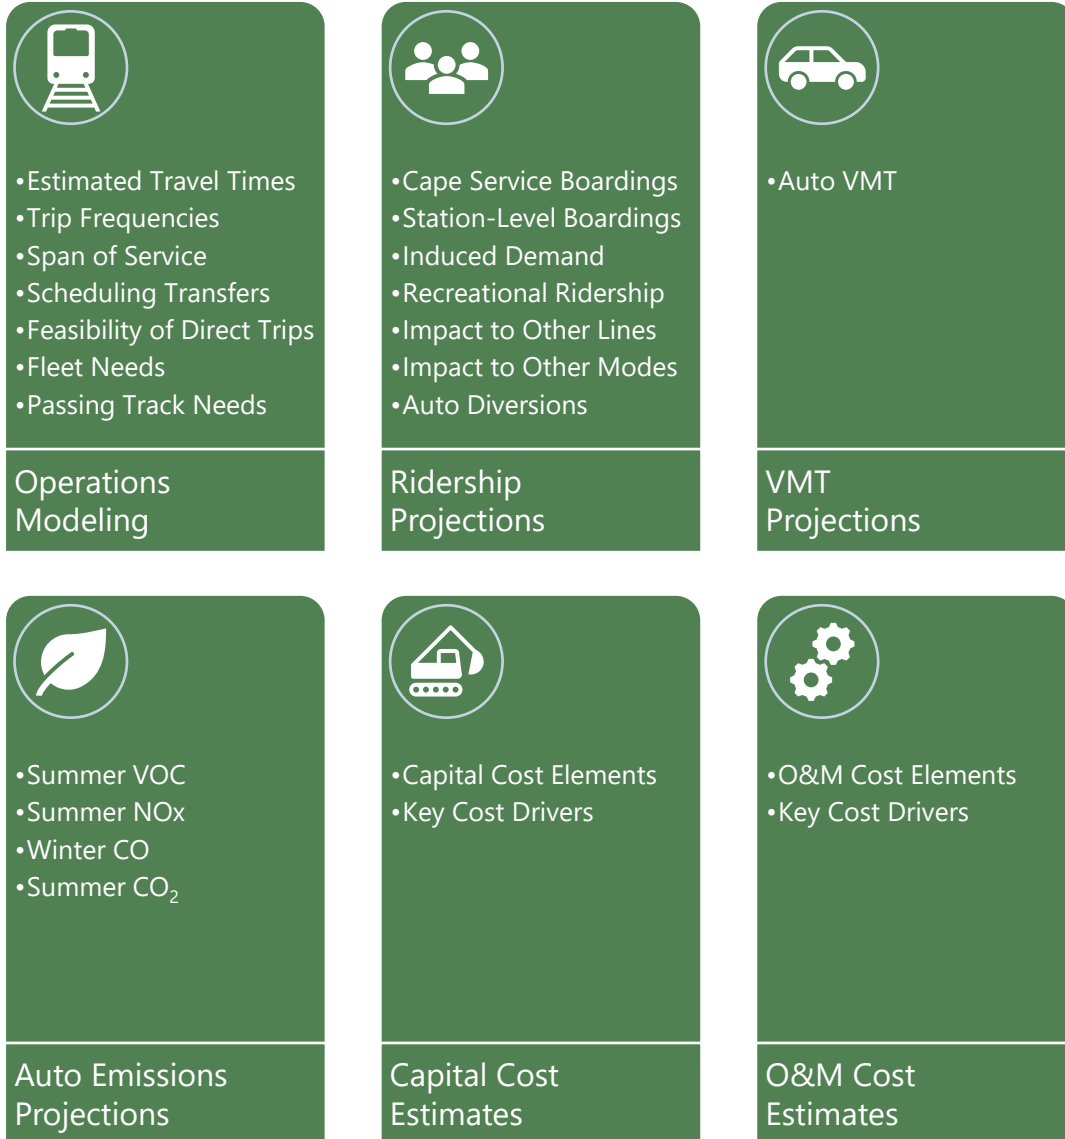 •Estimated Travel Times
•Trip Frequencies
•Span of Service
•Scheduling Transfers
•Feasibility of Direct Trips
•Fleet Needs
•Passing Track Needs
Operations
Modeling
•Cape Service Boardings
•Station-Level Boardings
•Induced Demand
•Recreational Ridership
•Impact to Other Lines
•Impact to Other Modes
•Auto Diversions
Ridership
Projections
•Auto VMT
VMT
Projections
•Summer VOC
•Summer NOx
•Winter CO
•Summer CO₂
Auto Emissions
Projections
•Capital Cost Elements
•Key Cost Drivers
Capital Cost
Estimates
•O&M Cost Elements
•Key Cost Drivers
O&M Cost
Estimates